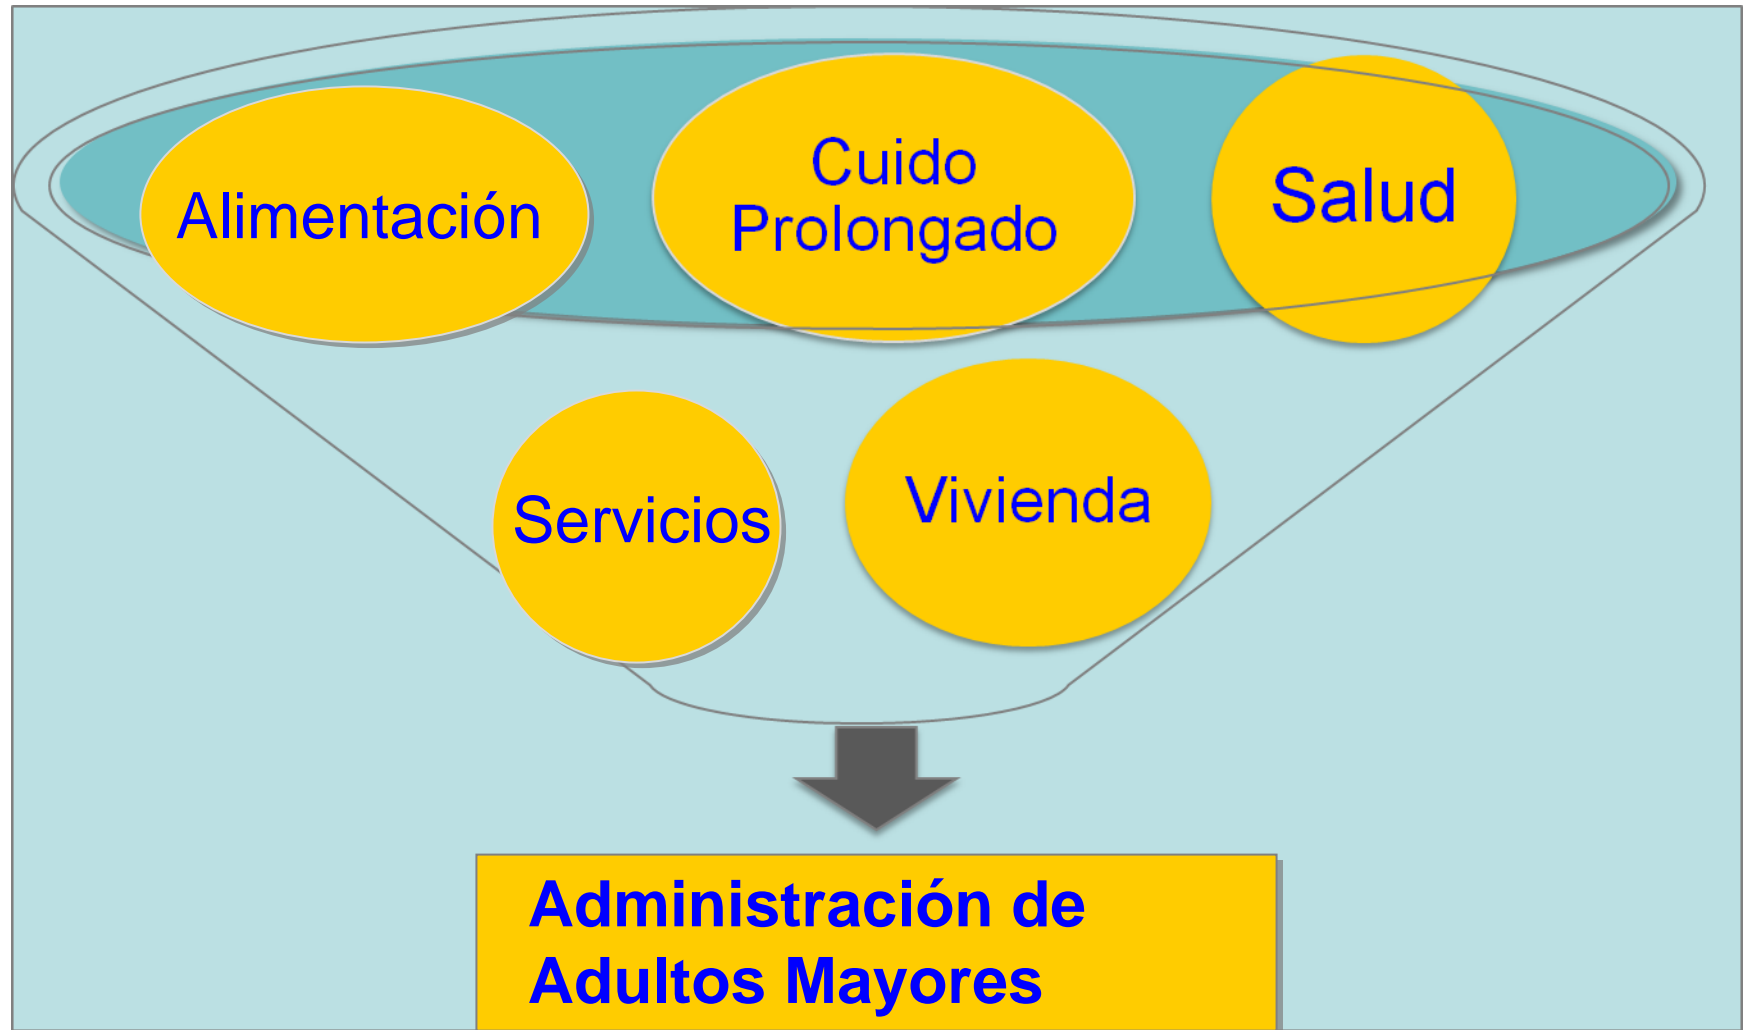 Alimentación
Cuido
Prolongado
Salud
Servicios
Vivienda
Administración de
Adultos Mayores